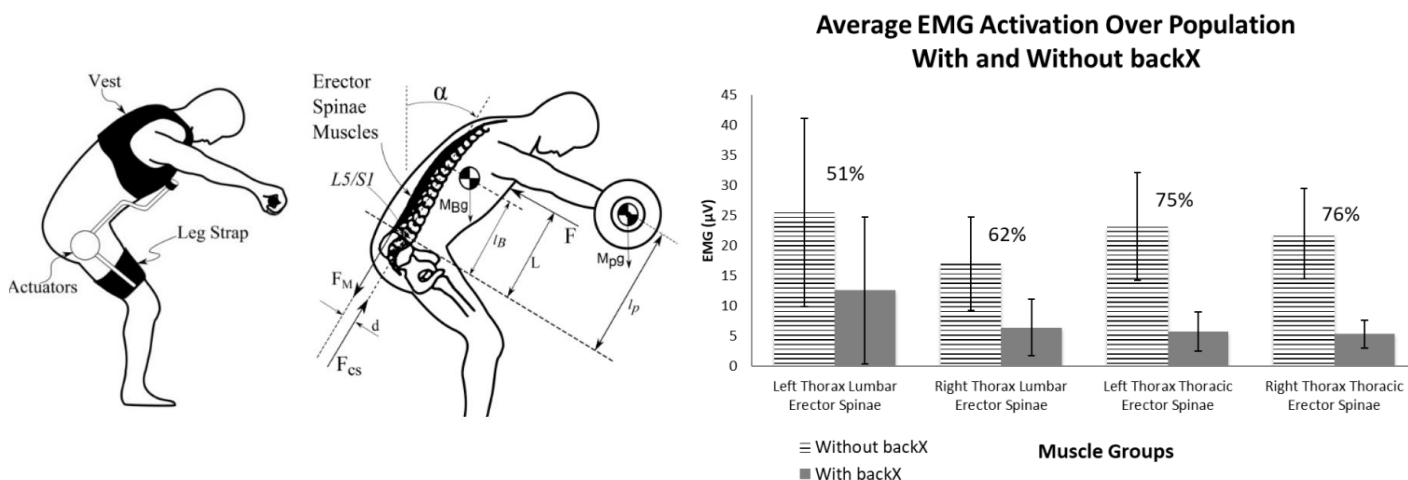 Vest
Leg Strap
Actuators
Erector
Spinae
Muscles
α
L5/S1
MBg
F
Mpg
lB
L
lp
FM
d
Fcs
Average EMG Activation Over Population
With and Without backX
EMG (µV)
45
40
35
30
25
20
15
10
5
0
51%
62%
75%
76%
Left Thorax Lumbar
Erector Spinae
Right Thorax Lumbar
Erector Spinae
Left Thorax Thoracic
Erector Spinae
Right Thorax Thoracic
Erector Spinae
Without backX
With backX
Muscle Groups